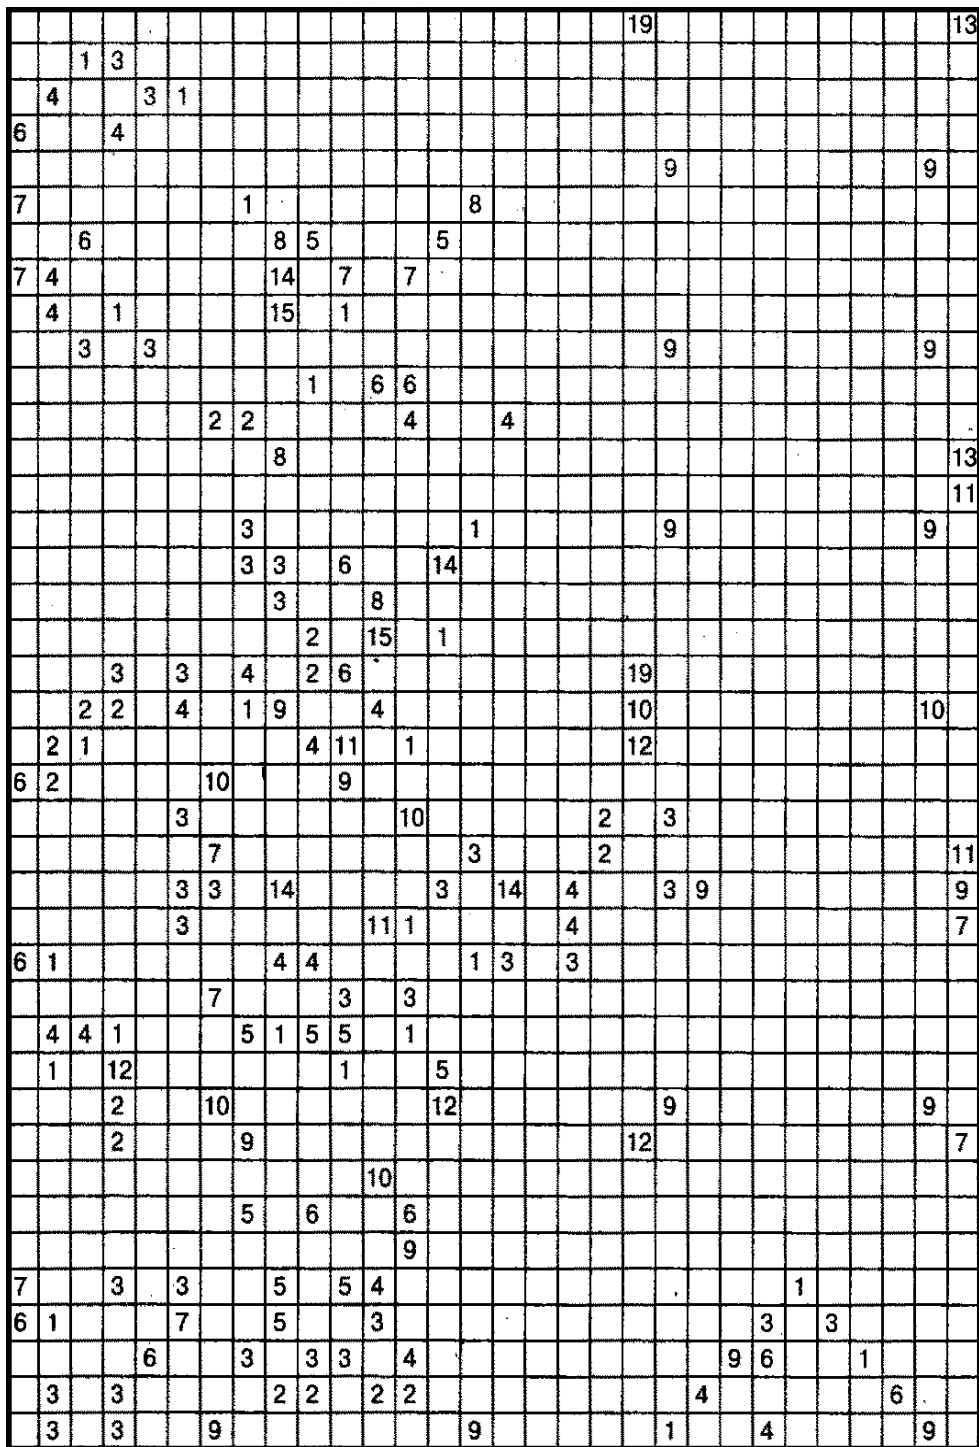 19 13
1 3
4 3 1
6 4
9 9
7 1 8
6 8 5 5
7 4 14 7 7
4 1 15 1
3 3 9 9
1 6 6
2 2 4 4
8 13
11
3 1 9 9
3 3 6 14
3 8
2 15 1
3 3 4 2 6 19
2 2 4 1 9 4 10 10
2 1 4 11 1 12
6 2 10 9
3 10 2 3
7 3 2 11
3 3 14 3 14 4 3 9 9
3 11 1 4 7
6 1 4 4 1 3 3
7 3 3
4 4 1 5 1 5 5 1
1 12 1 5
2 10 12 9 9
2 9 12 7
10
5 6 6
9
7 3 3 5 5 4 1
6 1 7 5 3 3 3
6 3 3 3 4 9 6 1
3 3 2 2 2 2 4 6
3 3 9 9 1 4 9